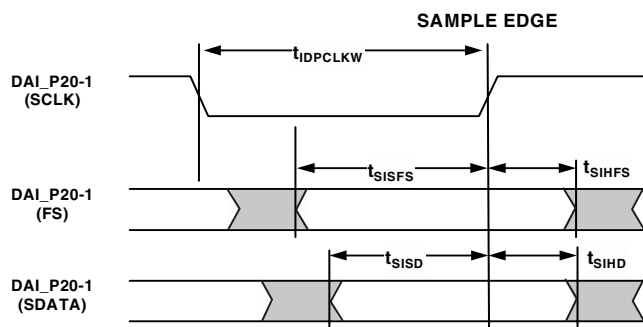 SAMPLE EDGE
tIDPCLKW
DAI_P20-1
(SCLK)
tSISFS
tSIHFS
DAI_P20-1
(FS)
tSISD
tSIHD
DAI_P20-1
(SDATA)